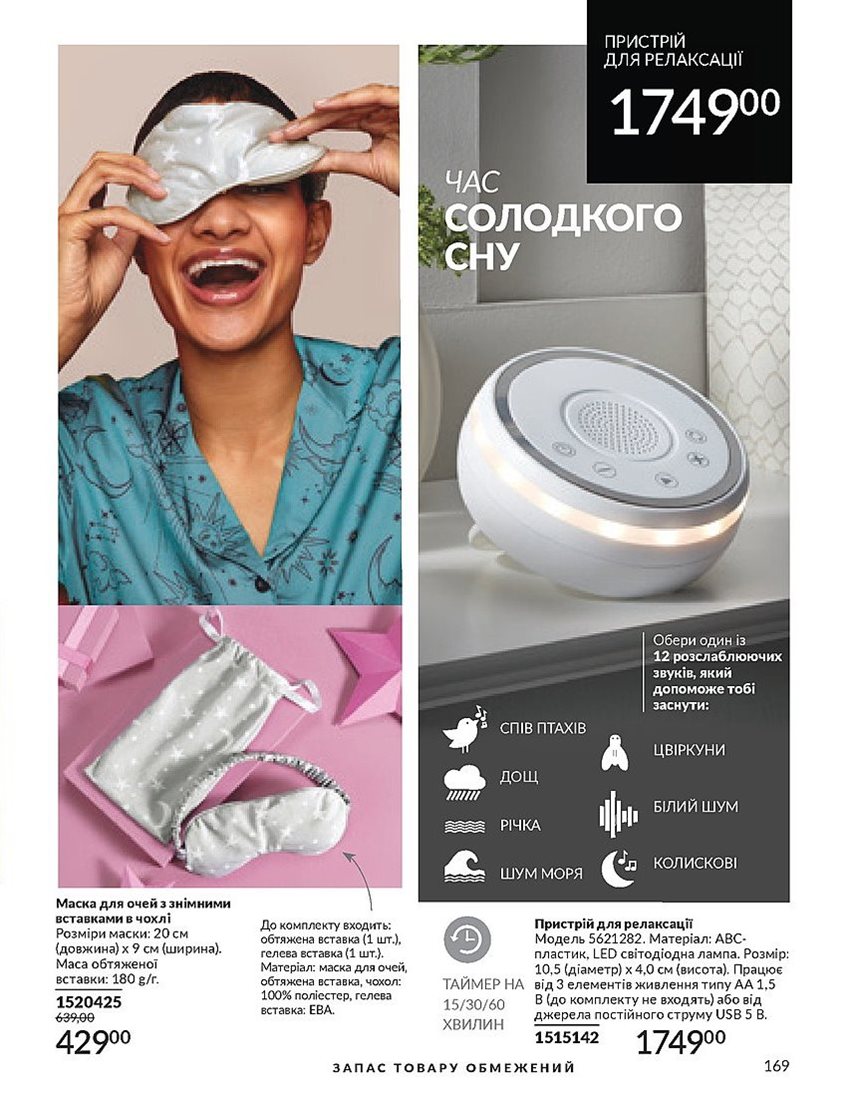 ПРИСТРІЙ
ДЛЯ РЕЛАКСАЦІЇ
1749⁰⁰
ЧАС
СОЛОДКОГО
СНУ
Обери один із
12 розслаблюючих
звуків, який
допоможе тобі
заснути:
СПІВ ПТАХІВ
ДОЩ
РІЧКА
ШУМ МОРЯ
ЦВІРКУНИ
БІЛИЙ ШУМ
КОЛИСКОВІ
Маска для очей з знімними
вставками в чохлі
Розміри маски: 20 см
(довжина) х 9 см (ширина).
Маса обтяженої
вставки: 180 g/г.
1520425
639,00
429⁰⁰
До комплекту входить:
обтяжена вставка (1 шт.),
гелева вставка (1 шт.).
Матеріал: маска для очей,
обтяжена вставка, чохол:
100% поліестер, гелева
вставка: ЕВА.
ТАЙМЕР НА
15/30/60
ХВИЛИН
Пристрій для релаксації
Модель 5621282. Матеріал: АВС-
пластик, LED світодіодна лампа. Розмір:
10,5 (діаметр) х 4,0 см (висота). Працює
від 3 елементів живлення типу АА 1,5
В (до комплекту не входять) або від
джерела постійного струму USB 5 В.
1515142
1749⁰⁰
ЗАПАС ТОВАРУ ОБМЕЖЕНИЙ
169